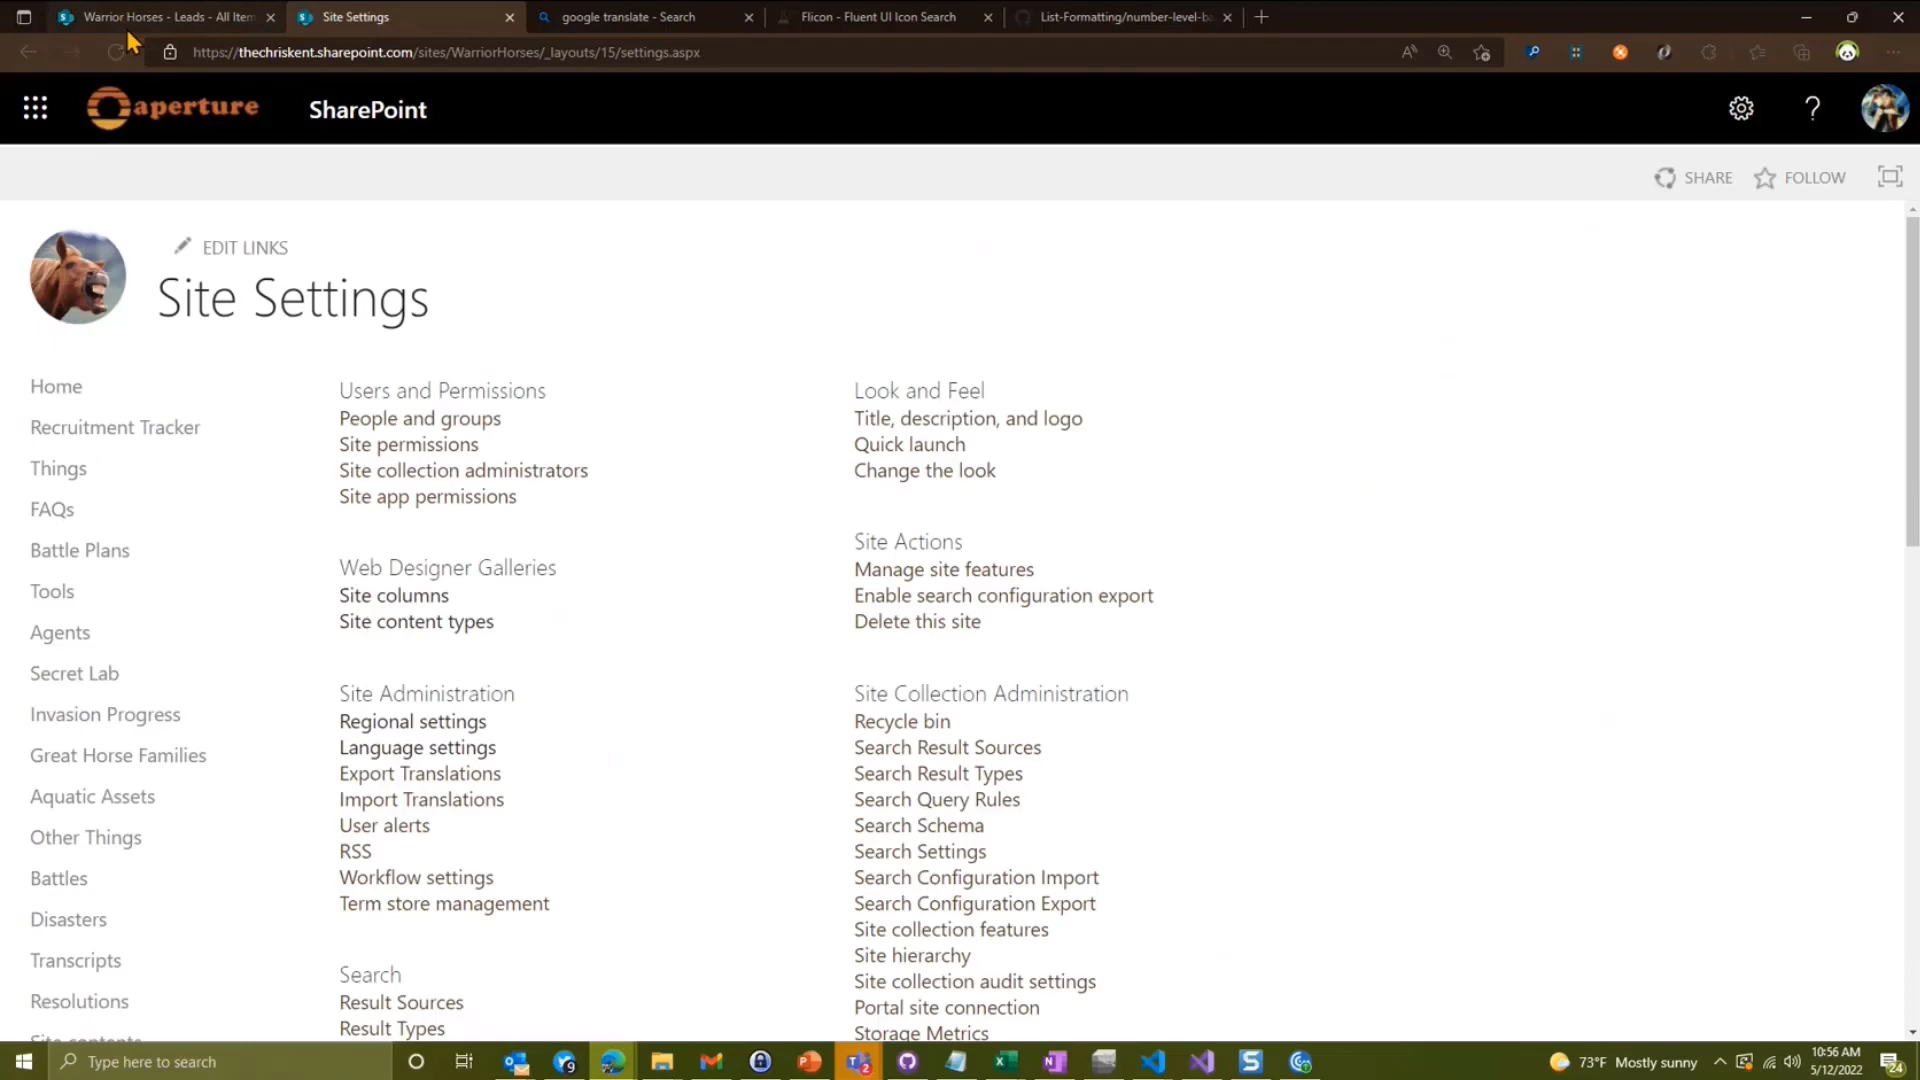 Warrior Horses - Leads - All Item
Site Settings
google translate - Search
Flicon - Fluent UI Icon Search
List-Formatting/number-level-ba
https://thechriskent.sharepoint.com/sites/WarriorHorses/_layouts/15/settings.aspx
aperture
SharePoint
SHARE
FOLLOW
EDIT LINKS
Site Settings
Home
Recruitment Tracker
Things
FAQs
Battle Plans
Tools
Agents
Secret Lab
Invasion Progress
Great Horse Families
Aquatic Assets
Other Things
Battles
Disasters
Transcripts
Resolutions
Site contents
Users and Permissions
People and groups
Site permissions
Site collection administrators
Site app permissions
Web Designer Galleries
Site columns
Site content types
Site Administration
Regional settings
Language settings
Export Translations
Import Translations
User alerts
RSS
Workflow settings
Term store management
Search
Result Sources
Result Types
Look and Feel
Title, description, and logo
Quick launch
Change the look
Site Actions
Manage site features
Enable search configuration export
Delete this site
Site Collection Administration
Recycle bin
Search Result Sources
Search Result Types
Search Query Rules
Search Schema
Search Settings
Search Configuration Import
Search Configuration Export
Site collection features
Site hierarchy
Site collection audit settings
Portal site connection
Storage Metrics
Type here to search
73°F Mostly sunny
10:56 AM
5/12/2022
24